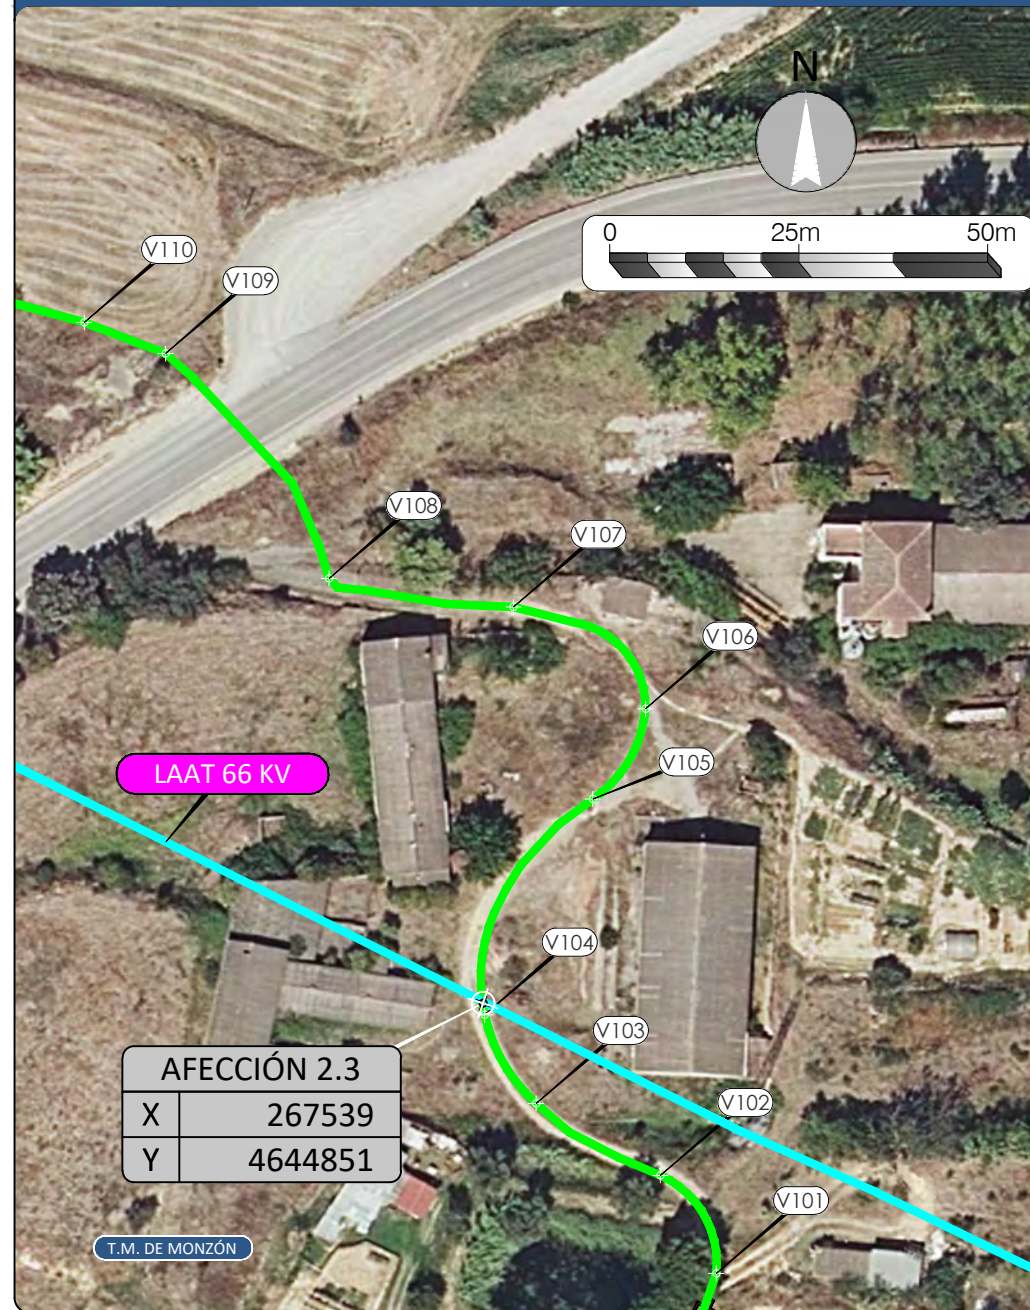 N
0 25m 50m
V110
V109
V108
V107
V106
V105
LAAT 66 KV
V104
V103
AFECCIÓN 2.3
X 267539
Y 4644851
V102
V101
T.M. DE MONZÓN